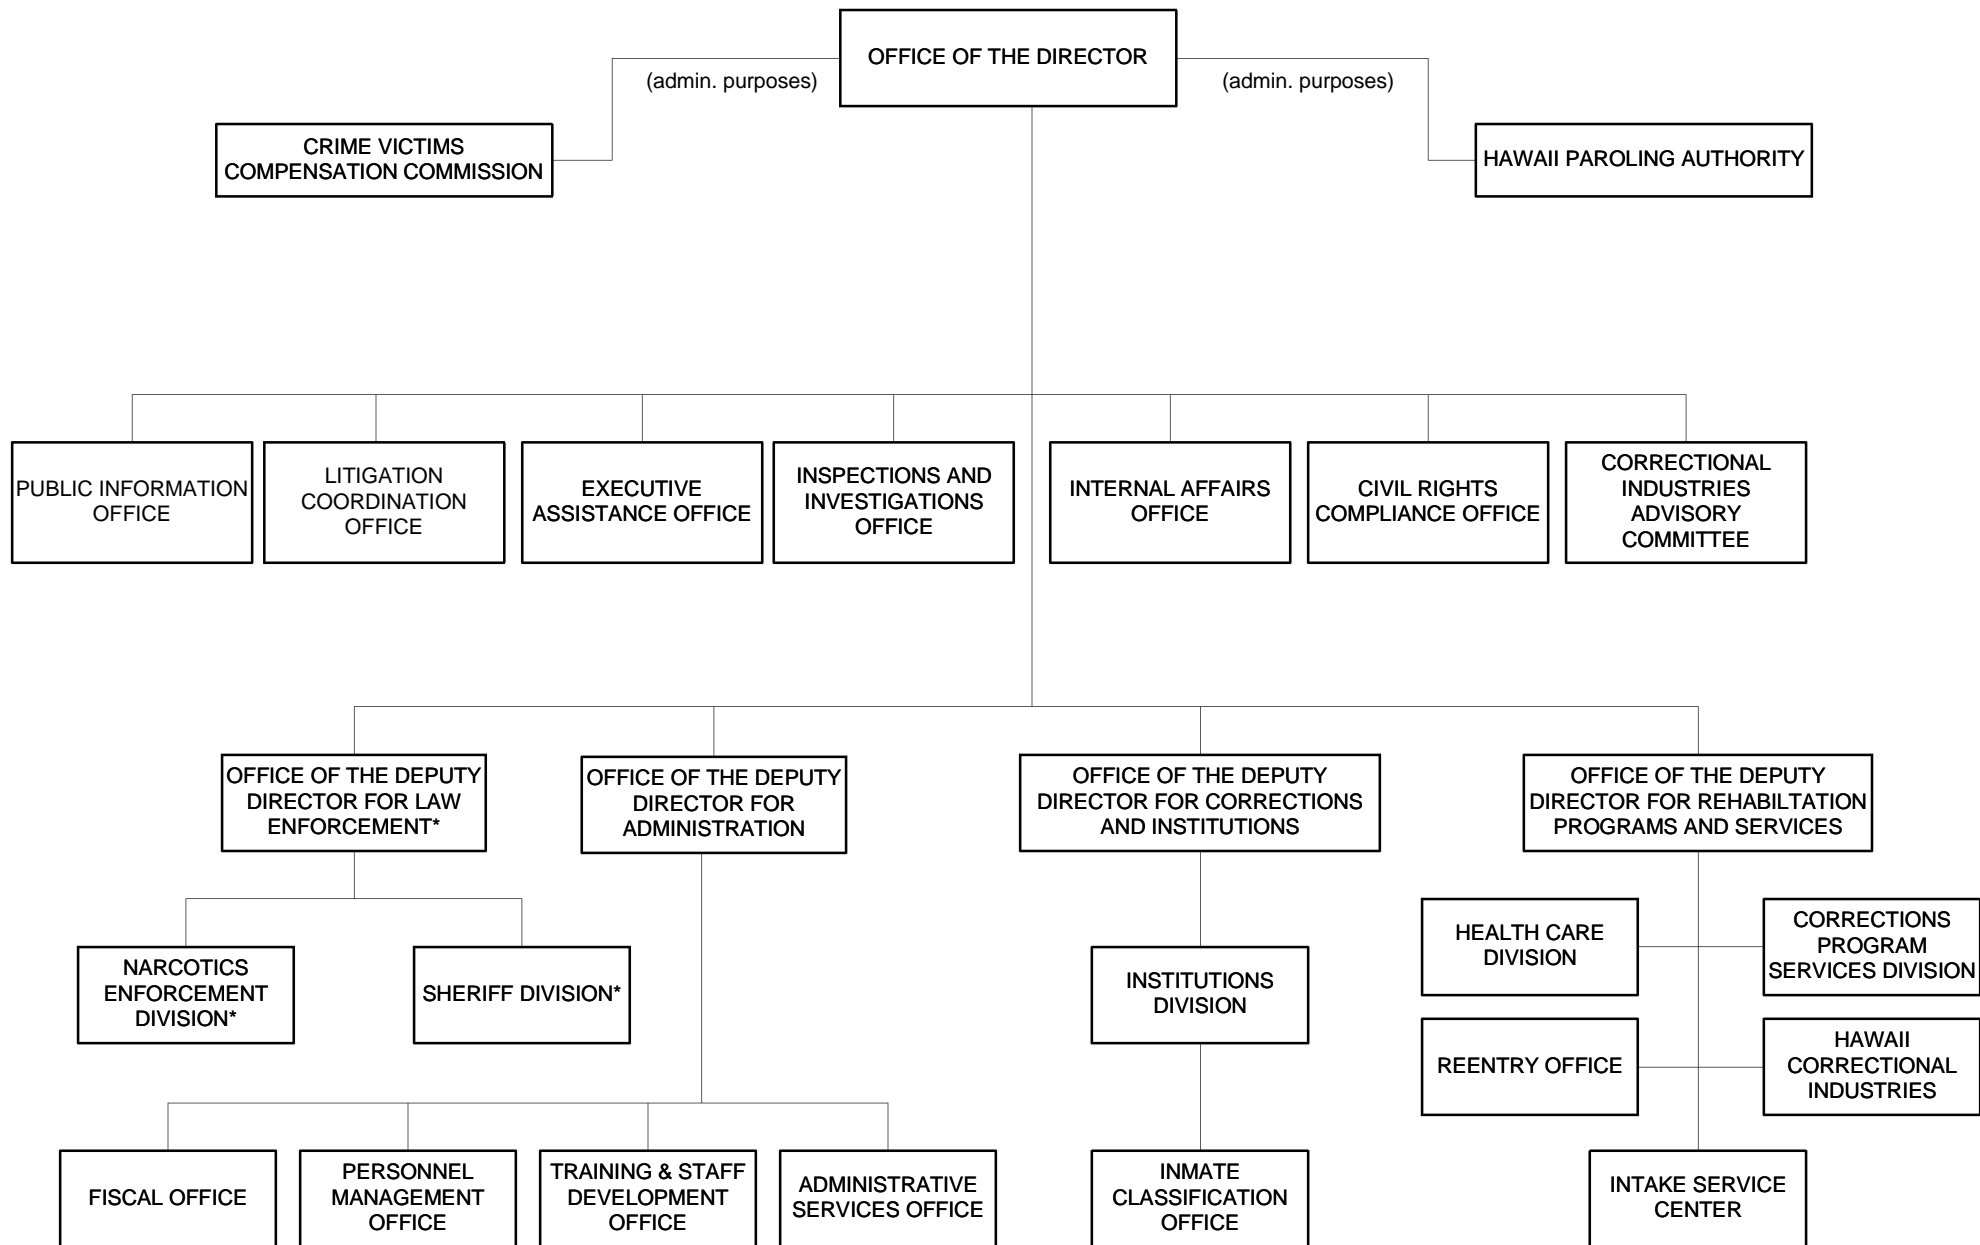 OFFICE OF THE DIRECTOR
(admin. purposes)
(admin. purposes)
CRIME VICTIMS
COMPENSATION COMMISSION
HAWAII PAROLING AUTHORITY
PUBLIC INFORMATION
OFFICE
LITIGATION
COORDINATION
OFFICE
EXECUTIVE
ASSISTANCE OFFICE
INSPECTIONS AND
INVESTIGATIONS
OFFICE
INTERNAL AFFAIRS
OFFICE
CIVIL RIGHTS
COMPLIANCE OFFICE
CORRECTIONAL
INDUSTRIES
ADVISORY
COMMITTEE
OFFICE OF THE DEPUTY
DIRECTOR FOR LAW
ENFORCEMENT*
OFFICE OF THE DEPUTY
DIRECTOR FOR
ADMINISTRATION
OFFICE OF THE DEPUTY
DIRECTOR FOR CORRECTIONS
AND INSTITUTIONS
OFFICE OF THE DEPUTY
DIRECTOR FOR REHABILTATION
PROGRAMS AND SERVICES
NARCOTICS
ENFORCEMENT
DIVISION*
SHERIFF DIVISION*
INSTITUTIONS
DIVISION
HEALTH CARE
DIVISION
CORRECTIONS
PROGRAM
SERVICES DIVISION
REENTRY OFFICE
HAWAII
CORRECTIONAL
INDUSTRIES
FISCAL OFFICE
PERSONNEL
MANAGEMENT
OFFICE
TRAINING & STAFF
DEVELOPMENT
OFFICE
ADMINISTRATIVE
SERVICES OFFICE
INMATE
CLASSIFICATION
OFFICE
INTAKE SERVICE
CENTER